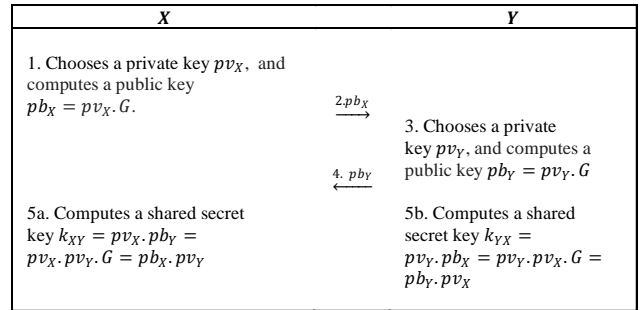 X Y
1. Chooses a private key pv_X, and
computes a public key
pb_X = pv_X. G.
2.pb_X
3. Chooses a private
key pv_Y, and computes a
public key pb_Y = pv_Y. G
4. pb_Y
5a. Computes a shared secret
key k_XY = pv_X. pb_Y =
pv_X. pv_Y. G = pb_X. pv_Y
5b. Computes a shared
secret key k_YX =
pv_Y. pb_X = pv_Y. pv_X. G =
pb_Y. pv_X